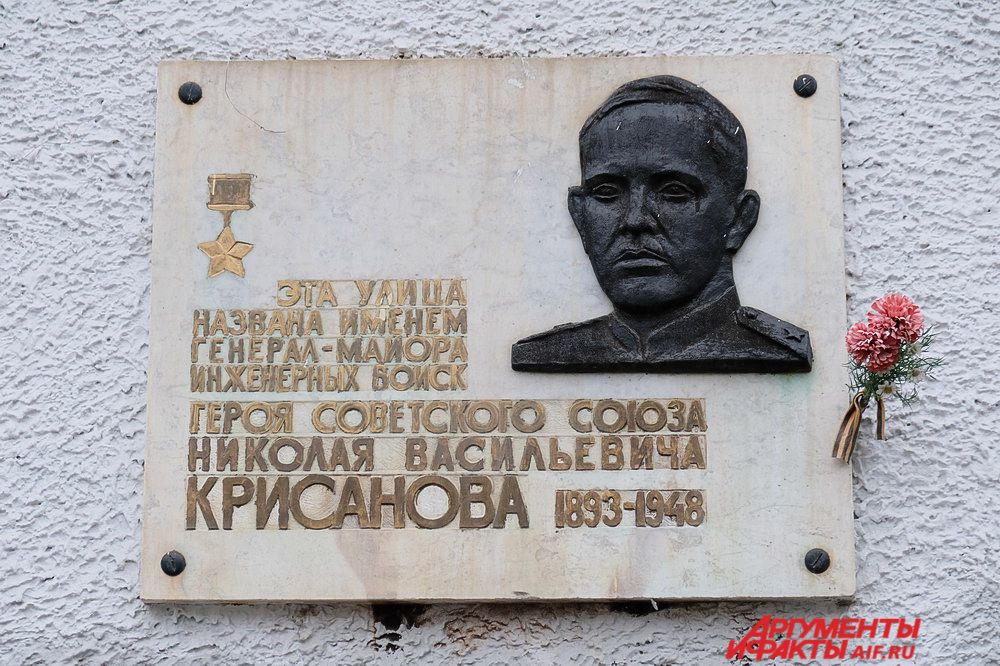 ЭТА УЛИЦА
НАЗВАНА ИМЕНЕМ
ГЕНЕРАЛ-МАЙОРА
ИНЖЕНЕРНЫХ ВОЙСК
ГЕРОЯ СОВЕТСКОГО СОЮЗА
НИКОЛАЯ ВАСИЛЬЕВИЧА
КРИСАНОВА 1893-1948
АРГУМЕНТЫ
И ФАКТЫ AIF.RU